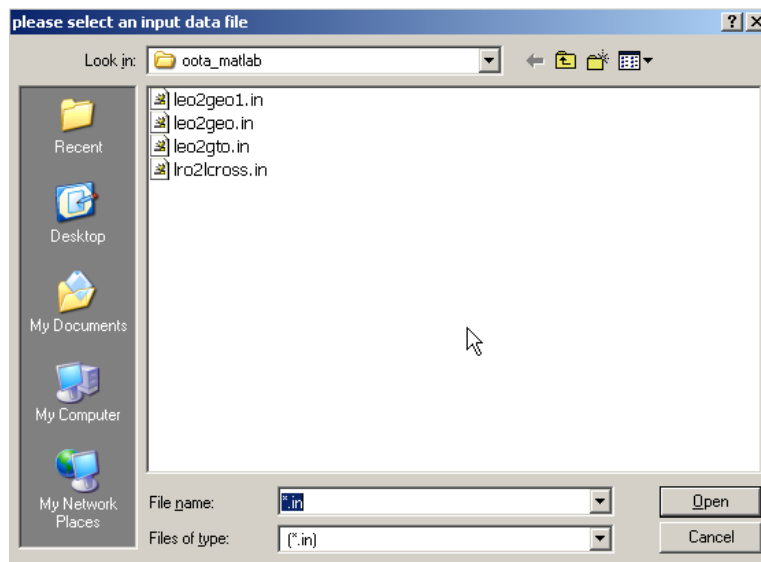 please select an input data file
Look in:
oota_matlab
leo2geo1.in
leo2geo.in
leo2gto.in
lro2lcross.in
Recent
Desktop
My Documents
My Computer
My Network
Places
File name:
*.in
Open
Files of type:
(*.in)
Cancel